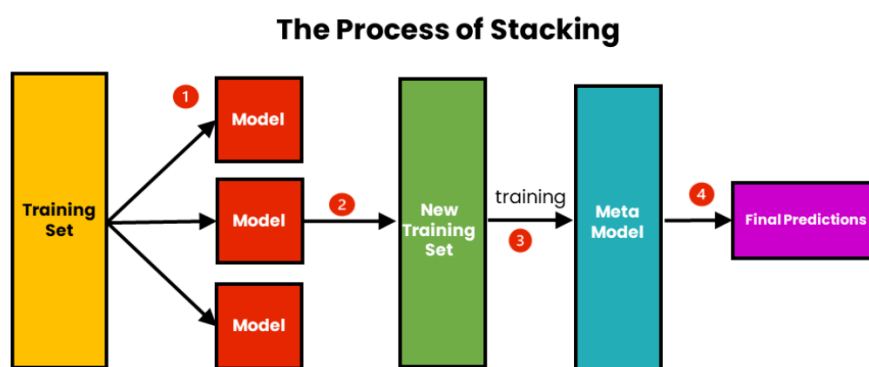 The Process of Stacking
1
Model
Training
Set
Model
2
New
Training
Set
training
3
Meta
Model
4
Final Predictions
Model